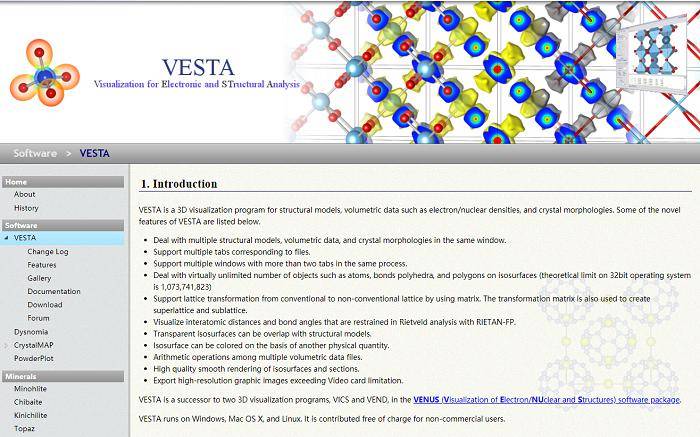 VESTA
Visualization for Electronic and STructural Analysis
Software > VESTA
Home
About
History
Software
VESTA
Change Log
Features
Gallery
Documentation
Download
Forum
Dysnomia
CrystalMAP
PowderPlot
Minerals
Minohlite
Chibaite
Kinichilite
Topaz
1. Introduction
VESTA is a 3D visualization program for structural models, volumetric data such as electron/nuclear densities, and crystal morphologies. Some of the novel
features of VESTA are listed below.
Deal with multiple structural models, volumetric data, and crystal morphologies in the same window.
Support multiple tabs corresponding to files.
Support multiple windows with more than two tabs in the same process.
Deal with virtually unlimited number of objects such as atoms, bonds polyhedra, and polygons on isosurfaces (theoretical limit on 32bit operating system
is 1,073,741,823)
Support lattice transformation from conventional to non-conventional lattice by using matrix. The transformation matrix is also used to create
superlattice and sublattice.
Visualize interatomic distances and bond angles that are restrained in Rietveld analysis with RIETAN-FP.
Transparent isosurfaces can be overlap with structural models.
Isosurface can be colored on the basis of another physical quantity.
Arithmetic operations among multiple volumetric data files.
High quality smooth rendering of isosurfaces and sections.
Export high-resolution graphic images exceeding Video card limitation.
VESTA is a successor to two 3D visualization programs, VICS and VEND, in the VENUS (Visualization of Electron/NUclear and Structures) software package.
VESTA runs on Windows, Mac OS X, and Linux. It is contributed free of charge for non-commercial users.